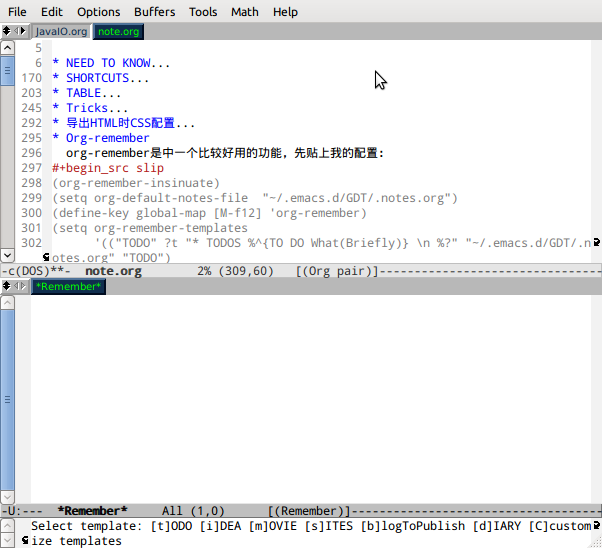 File Edit Options Buffers Tools Math Help
JavaIO.org note.org
5
6 * NEED TO KNOW...
170 * SHORTCUTS...
203 * TABLE...
245 * Tricks...
292 * 导出HTML时CSS配置...
295 * Org-remember
296 org-remember是中一个比较好用的功能，先贴上我的配置:
297 #+begin_src slip
298 (org-remember-insinuate)
299 (setq org-default-notes-file "~/.emacs.d/GDT/.notes.org")
300 (define-key global-map [M-f12] 'org-remember)
301 (setq org-remember-templates
302 '(("TODO" ?t "* TODOS %^{TO DO What(Briefly)} \n %?" "~/.emacs.d/GDT/.n
otes.org" "TODO")
-c(DOS)**- note.org 2% (309,60) [(Org pair)]------------------------------
*Remember*
-U:--- *Remember* All (1,0) [(Remember)]----------------------------------
Select template: [t]ODO [i]DEA [m]OVIE [s]ITES [b]logToPublish [d]IARY [C]custom
ize templates